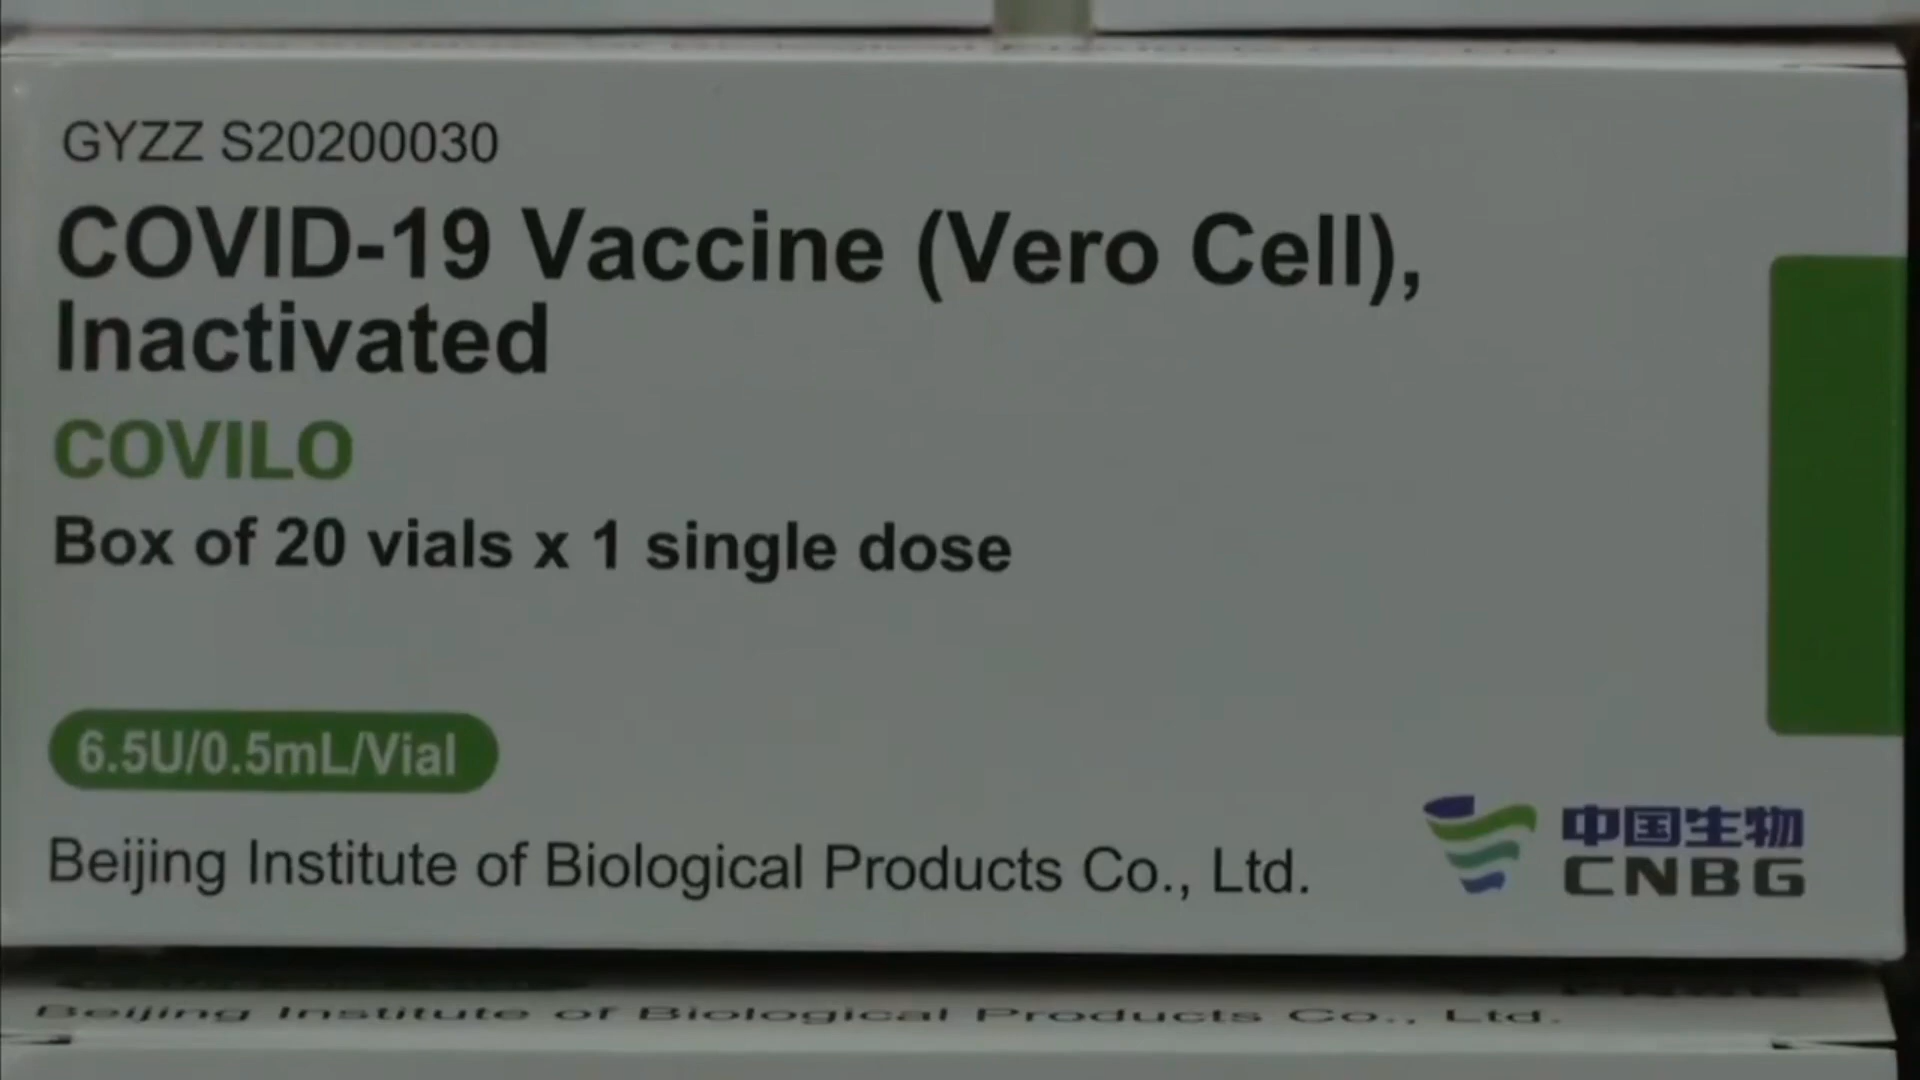 GYZZ S20200030
COVID-19 Vaccine (Vero Cell),
Inactivated
COVILO
Box of 20 vials x 1 single dose
6.5U/0.5mL/Vial
Beijing Institute of Biological Products Co., Ltd.
中国生物
CNBG
Beijing Institute of Biological Products Co., Ltd.